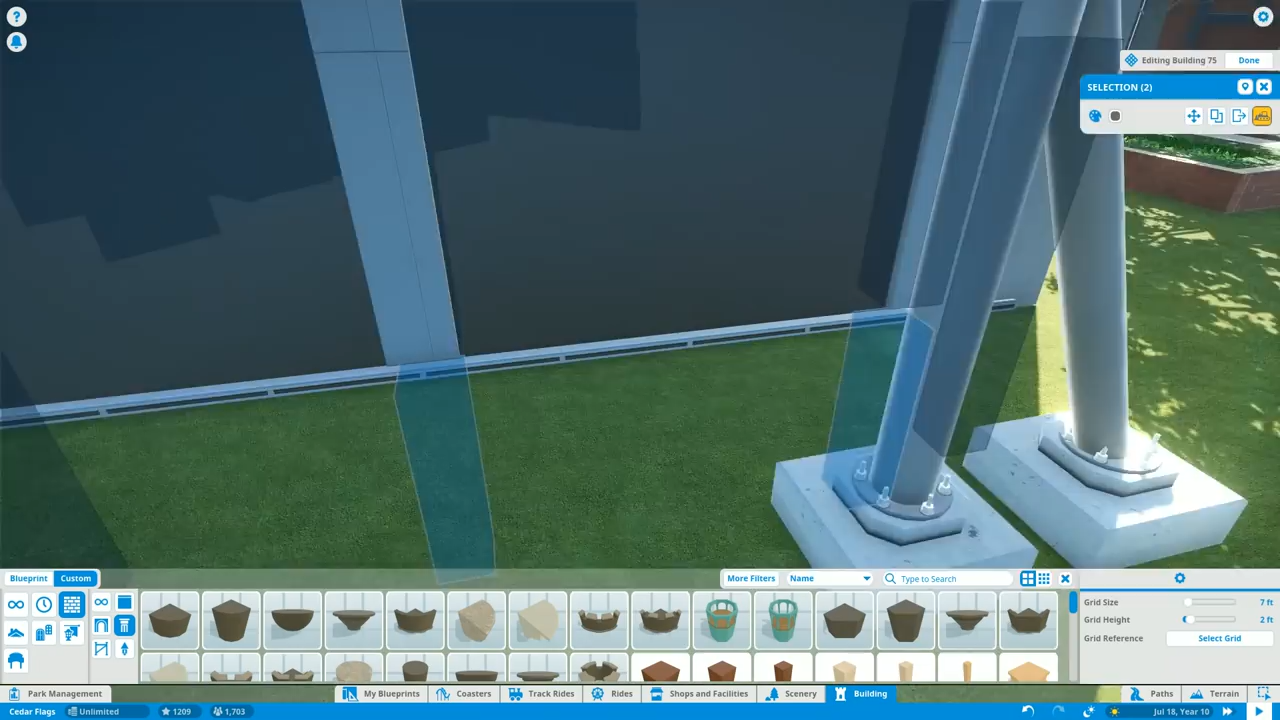 ?
Editing Building 75 Done
SELECTION (2)
Blueprint Custom More Filters Name Type to Search
Grid Size 7 ft
Grid Height 2 ft
Grid Reference Select Grid
Park Management My Blueprints Coasters Track Rides Rides Shops and Facilities Scenery Building Paths Terrain
Cedar Flags Unlimited 1209 1,703 Jul 18, Year 10